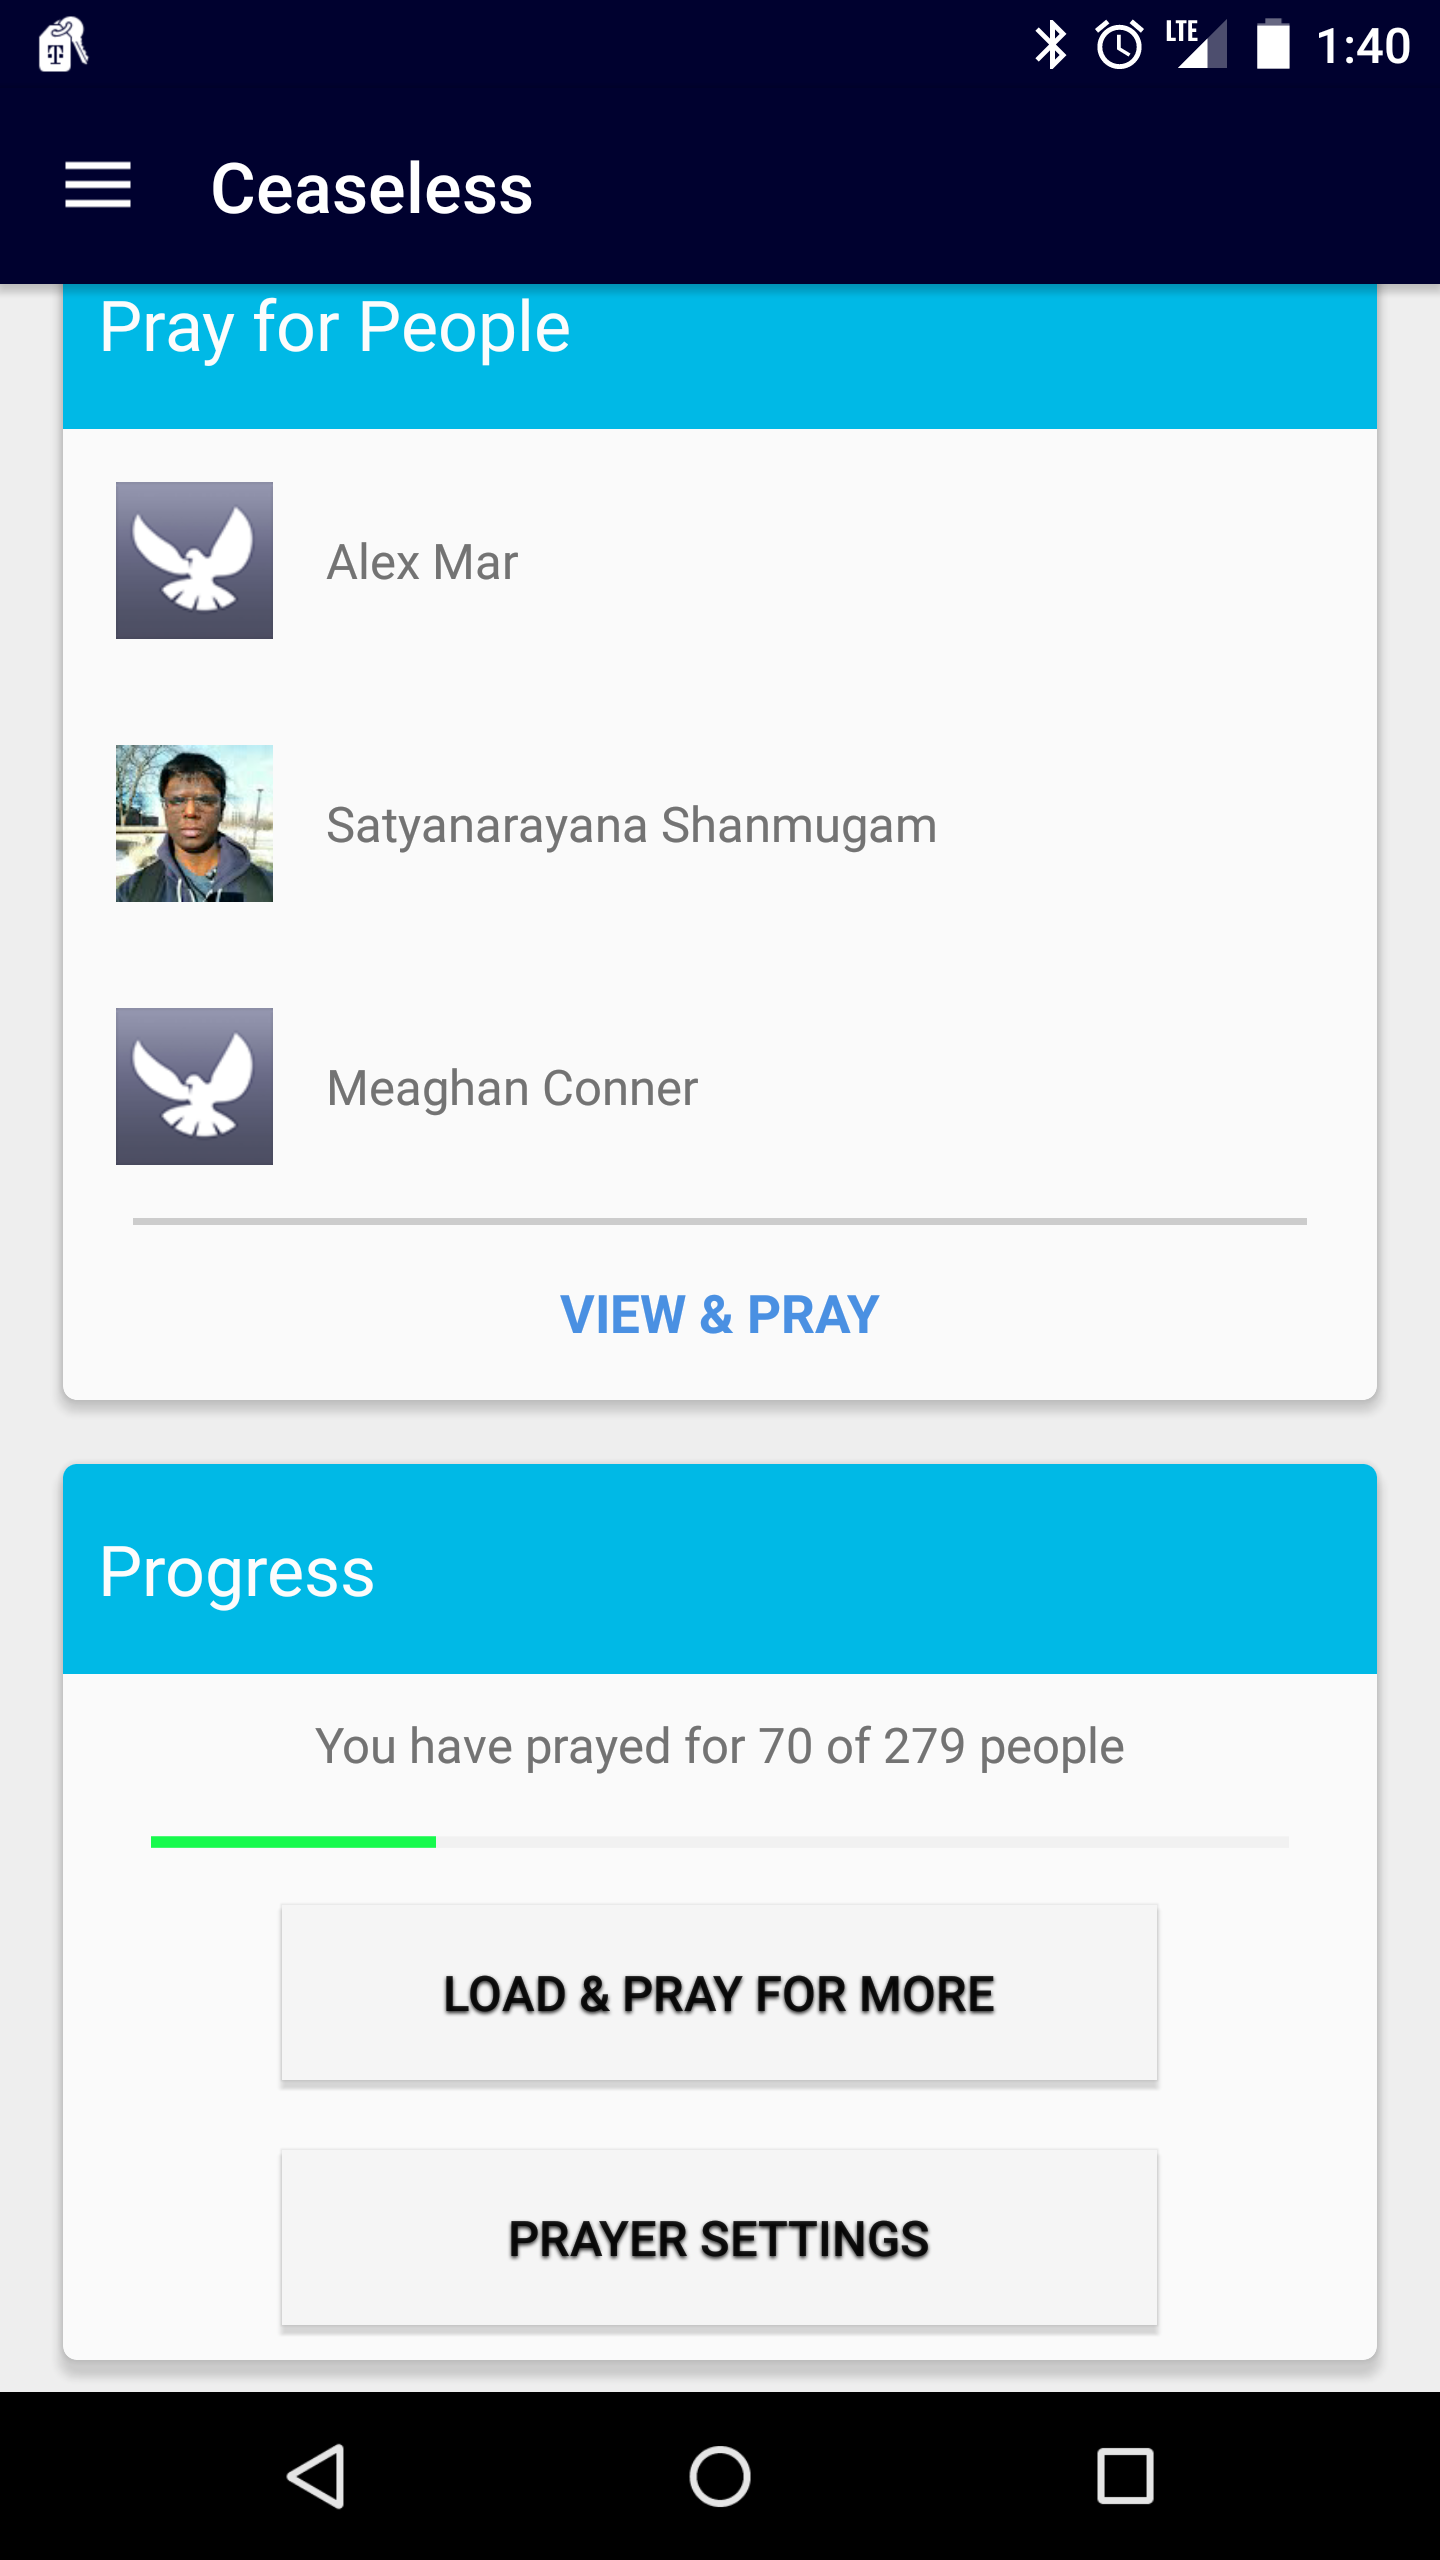 LTE 1:40
Ceaseless
Pray for People
Alex Mar
Satyanarayana Shanmugam
Meaghan Conner
VIEW & PRAY
Progress
You have prayed for 70 of 279 people
LOAD & PRAY FOR MORE
PRAYER SETTINGS